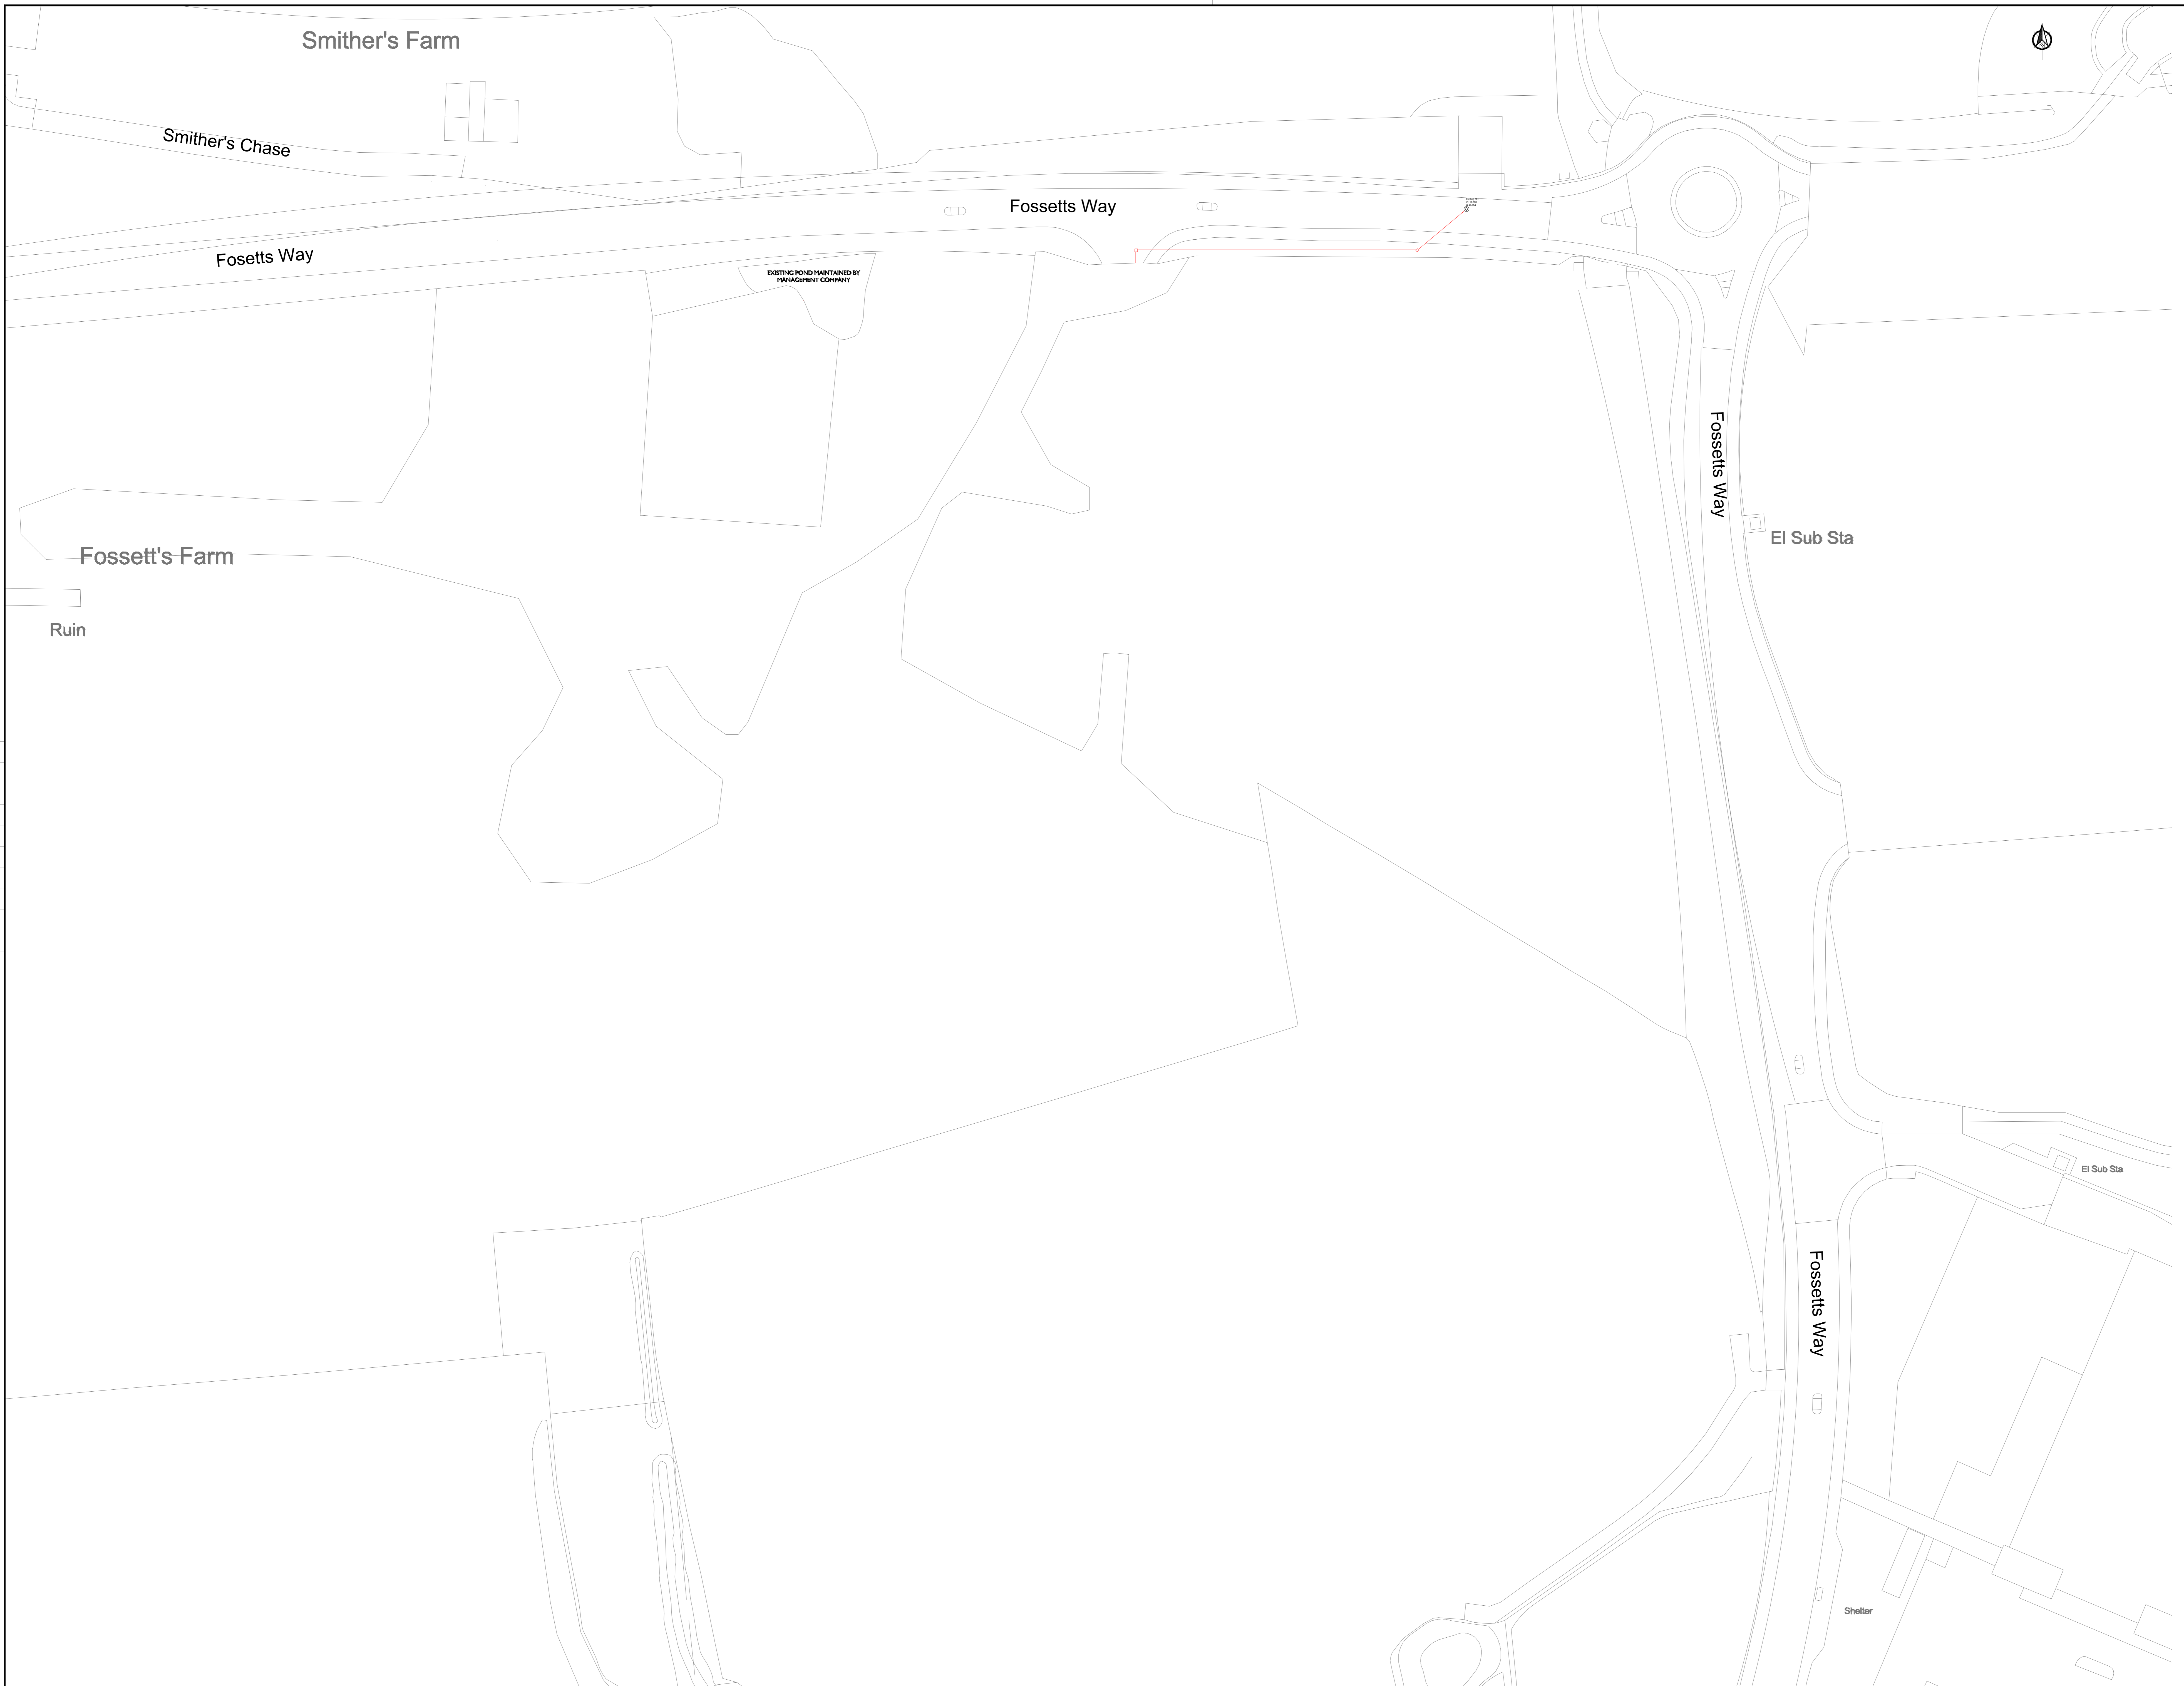 Smither's Farm
Smither's Chase
Fossetts Way
Fosetts Way
EXISTING POND MAINTAINED BY
MANAGEMENT COMPANY
Fossetts Way
El Sub Sta
Fossett's Farm
Ruin
El Sub Sta
Fossetts Way
Shelter